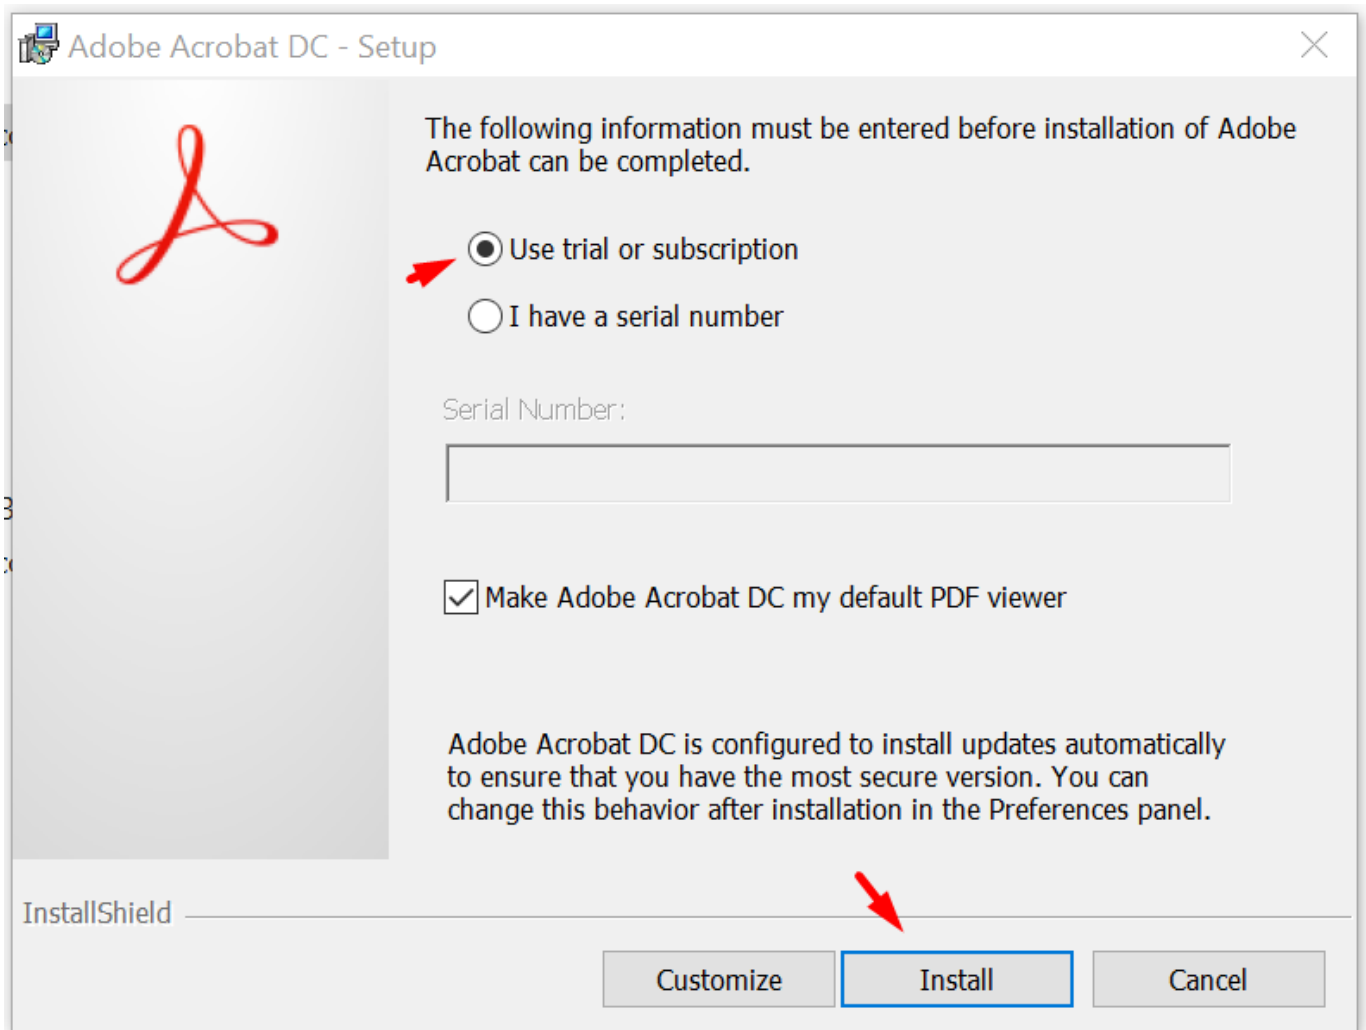 Adobe Acrobat DC - Setup
The following information must be entered before installation of Adobe
Acrobat can be completed.
Use trial or subscription
I have a serial number
Serial Number:
Make Adobe Acrobat DC my default PDF viewer
Adobe Acrobat DC is configured to install updates automatically
to ensure that you have the most secure version. You can
change this behavior after installation in the Preferences panel.
InstallShield
Customize
Install
Cancel